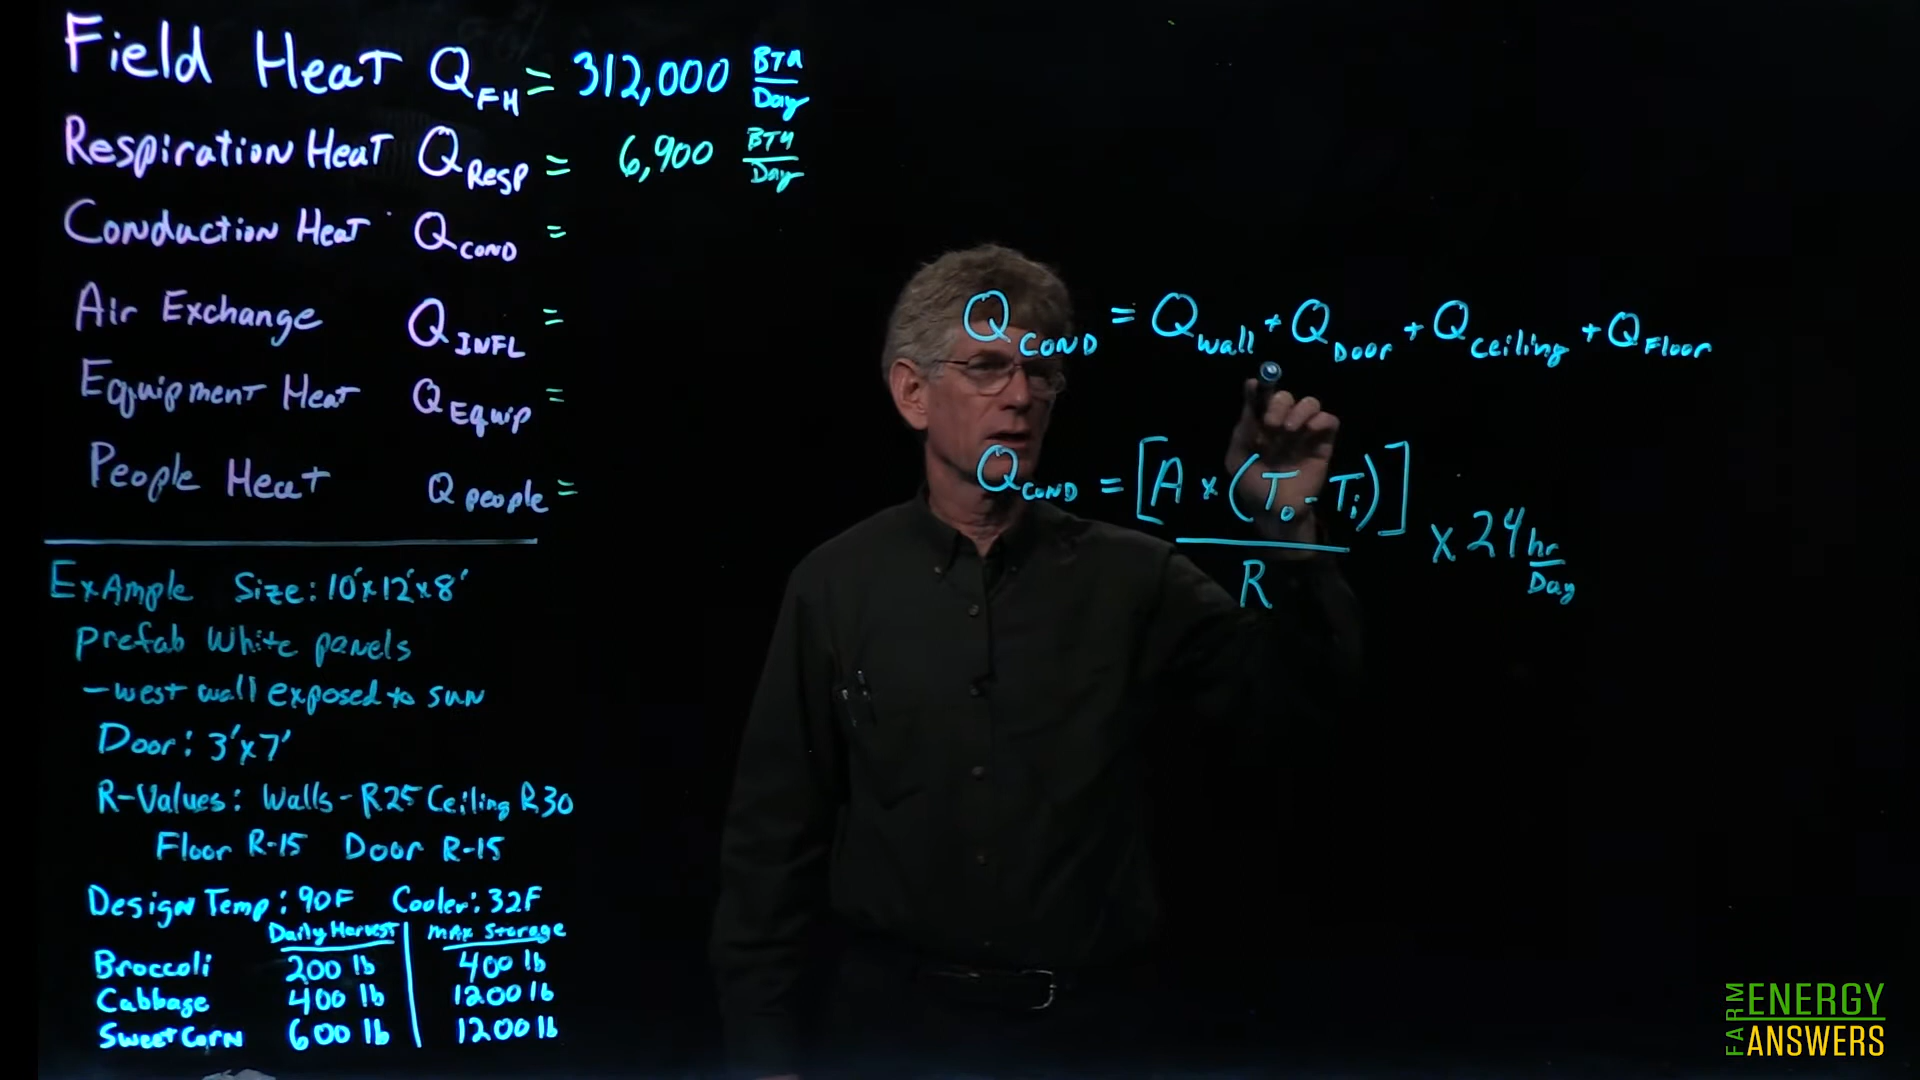 Field Heat Q FH = 312,000 BTU/Day
Respiration Heat Q Resp = 6,900 BTU/Day
Conduction Heat Q COND =
Air Exchange Q INFL =
Equipment Heat Q Equip =
People Heat Q people =
ExAmple Size: 10'x12'x8'
Prefab White panels
-west wall exposed to sun
Door: 3'x7'
R-Values: Walls-R25 Ceiling R30
Floor R-15 Door R-15
Design Temp: 90F Cooler: 32F
Daily Harvest MAx Storage
Broccoli 200 lb 400 lb
Cabbage 400 lb 1200 lb
Sweet Corn 600 lb 1200 lb
Q COND = Q Wall + Q Door + Q Ceiling + Q Floor
Q COND = [A x (To - Ti)] / R x 24 hr/Day
FARM ENERGY ANSWERS